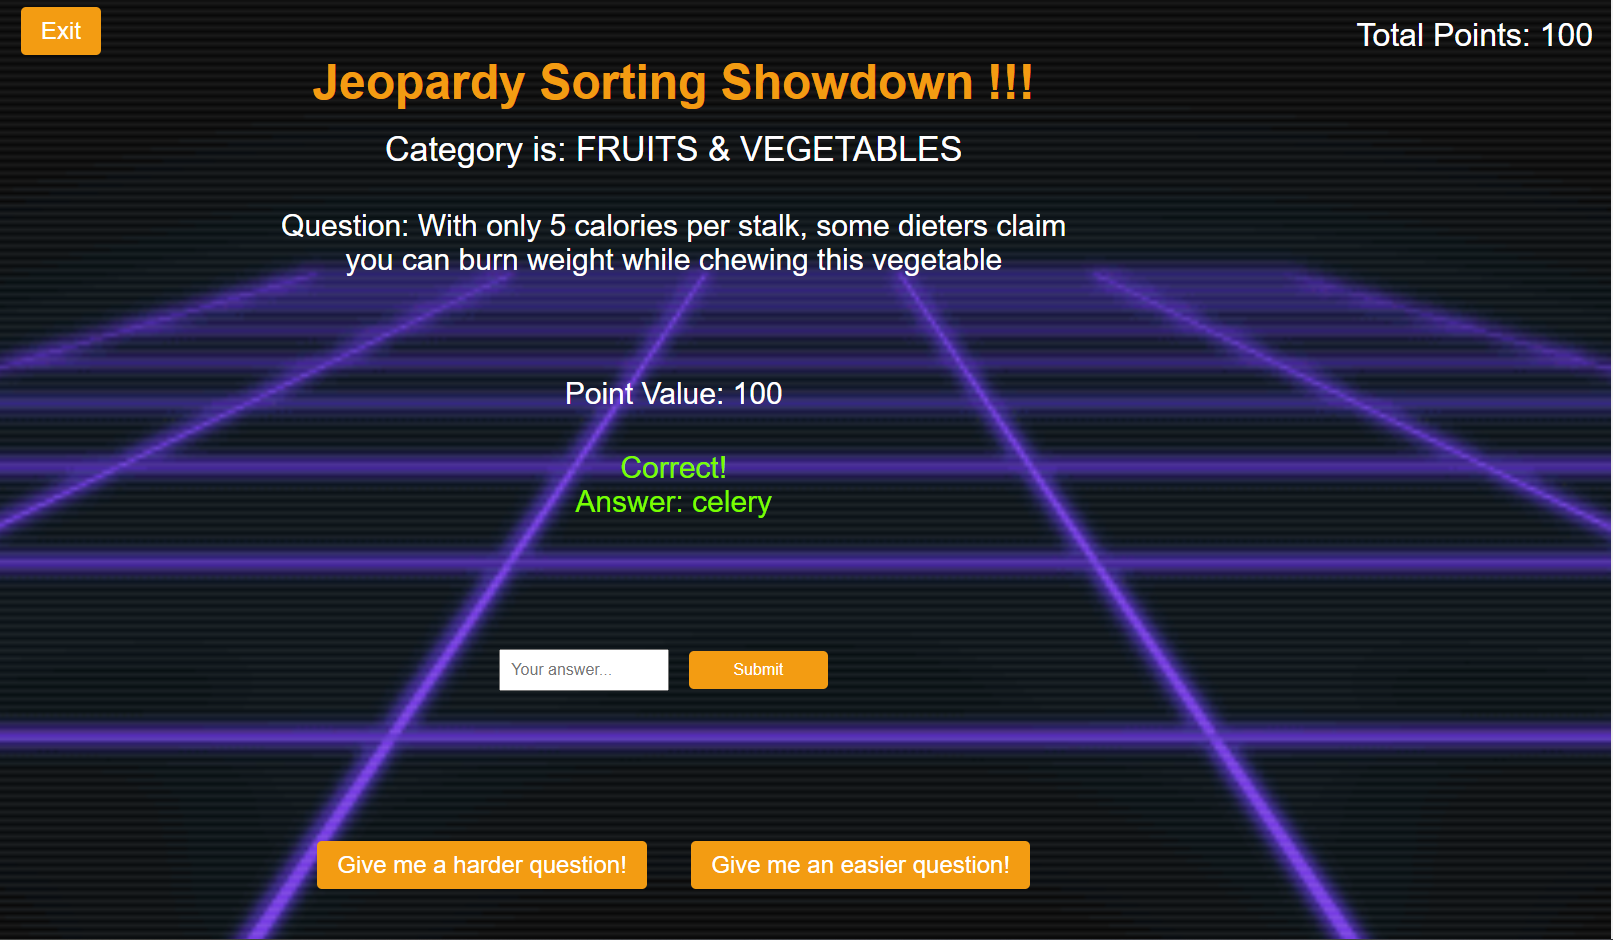 Exit
Total Points: 100
Jeopardy Sorting Showdown !!!
Category is: FRUITS & VEGETABLES
Question: With only 5 calories per stalk, some dieters claim
you can burn weight while chewing this vegetable
Point Value: 100
Correct!
Answer: celery
Your answer...
Submit
Give me a harder question!
Give me an easier question!